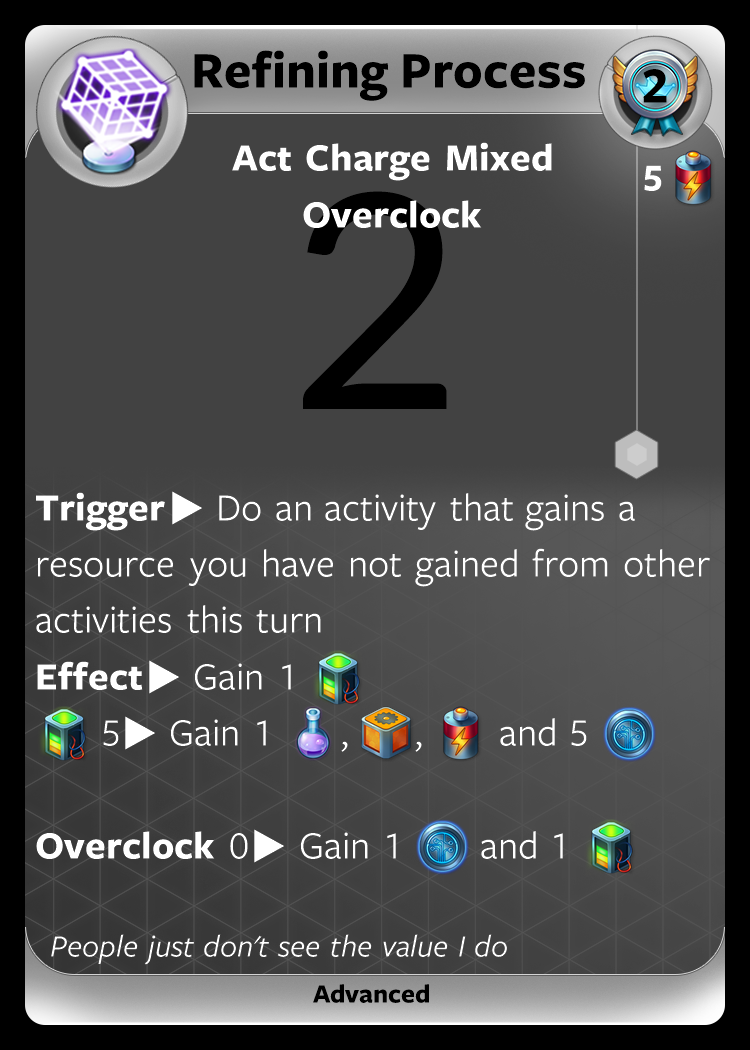 Refining Process
2
Act Charge Mixed
Overclock
5
2
Trigger▶ Do an activity that gains a
resource you have not gained from other
activities this turn
Effect▶ Gain 1
5▶ Gain 1 , , and 5
Overclock 0▶ Gain 1 and 1
People just don't see the value I do
Advanced